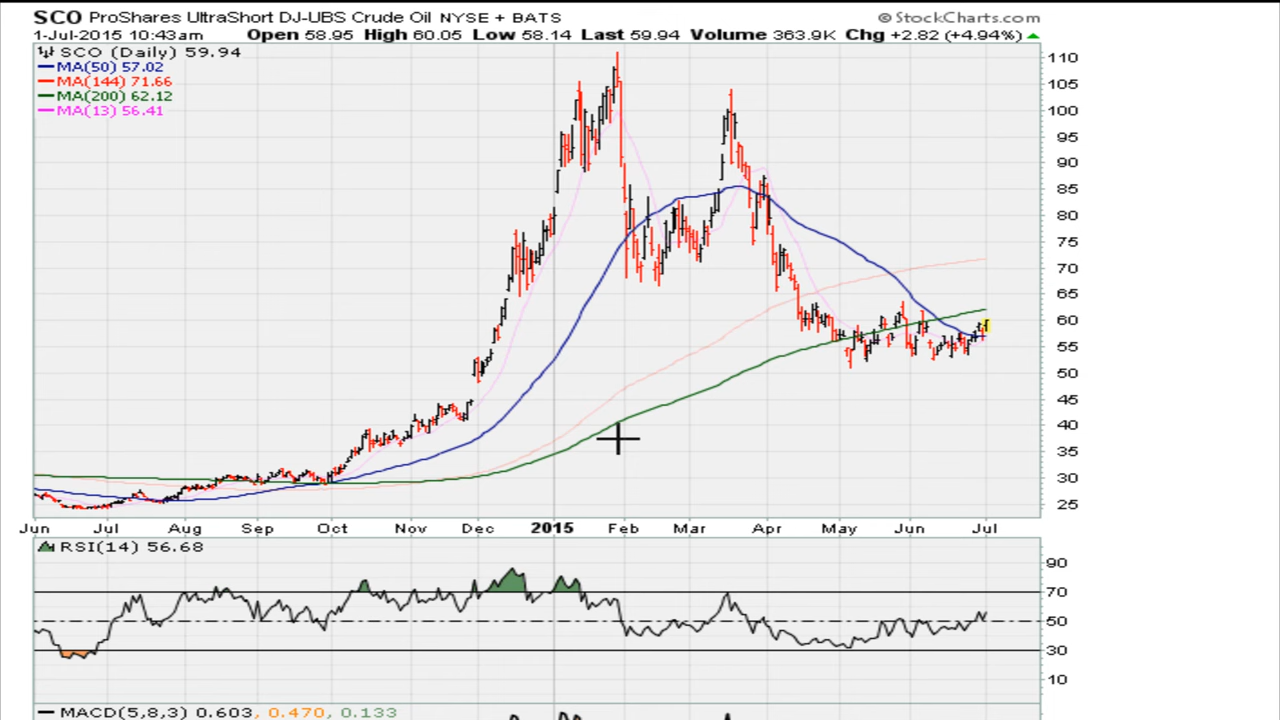 SCO ProShares UltraShort DJ-UBS Crude Oil NYSE + BATS © StockCharts.com
1-Jul-2015 10:43am Open 58.95 High 60.05 Low 58.14 Last 59.94 Volume 363.9K Chg +2.82 (+4.94%)
SCO (Daily) 59.94
MA(50) 57.02
MA(144) 71.66
MA(200) 62.12
MA(13) 56.41
110
105
100
95
90
85
80
75
70
65
60
55
50
45
40
35
30
25
Jun Jul Aug Sep Oct Nov Dec 2015 Feb Mar Apr May Jun Jul
RSI(14) 56.68
90
70
50
30
10
MACD(5,8,3) 0.603, 0.470, 0.133